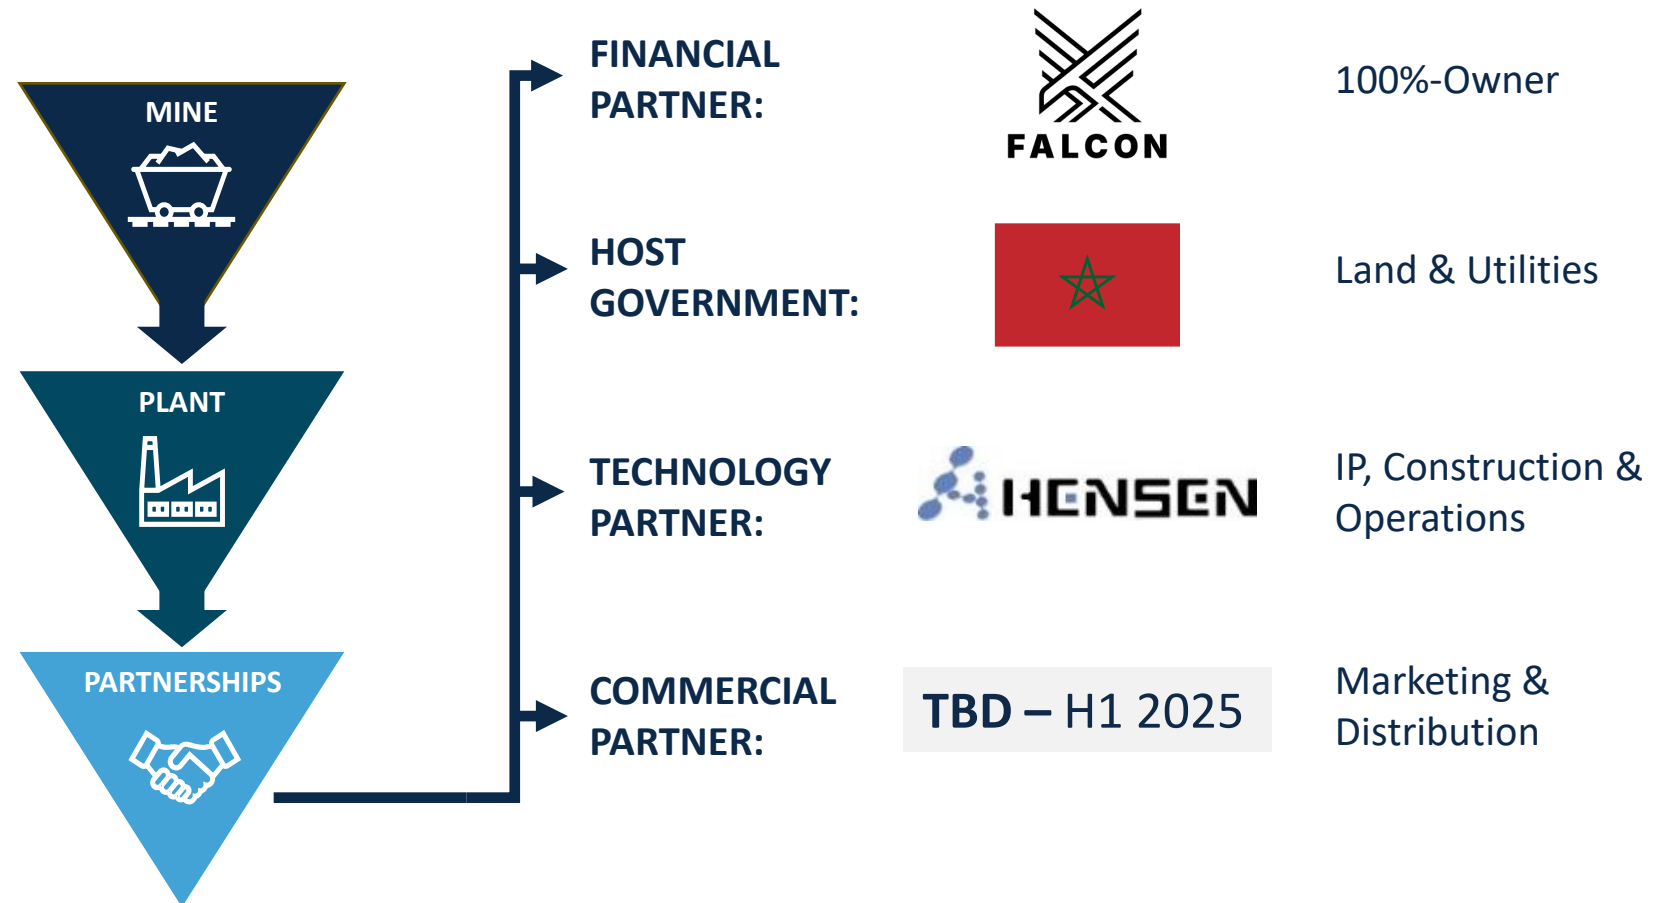 MINE
PLANT
PARTNERSHIPS
FINANCIAL
PARTNER:
FALCON
100%-Owner
HOST
GOVERNMENT:
Land & Utilities
TECHNOLOGY
PARTNER:
HENSEN
IP, Construction &
Operations
COMMERCIAL
PARTNER:
TBD – H1 2025
Marketing &
Distribution